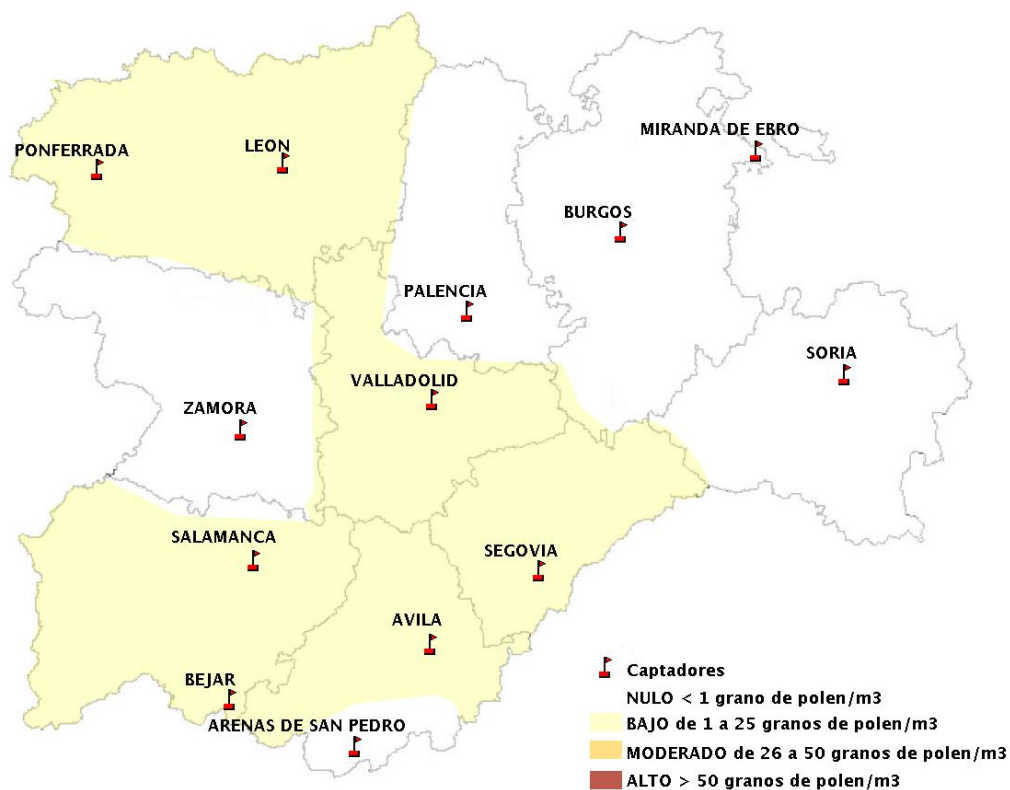 MIRANDA DE EBRO
PONFERRADA
LEON
BURGOS
PALENCIA
SORIA
VALLADOLID
ZAMORA
SALAMANCA
SEGOVIA
AVILA
BEJAR
ARENAS DE SAN PEDRO
Captadores
NULO < 1 grano de polen/m3
BAJO de 1 a 25 granos de polen/m3
MODERADO de 26 a 50 granos de polen/m3
ALTO > 50 granos de polen/m3